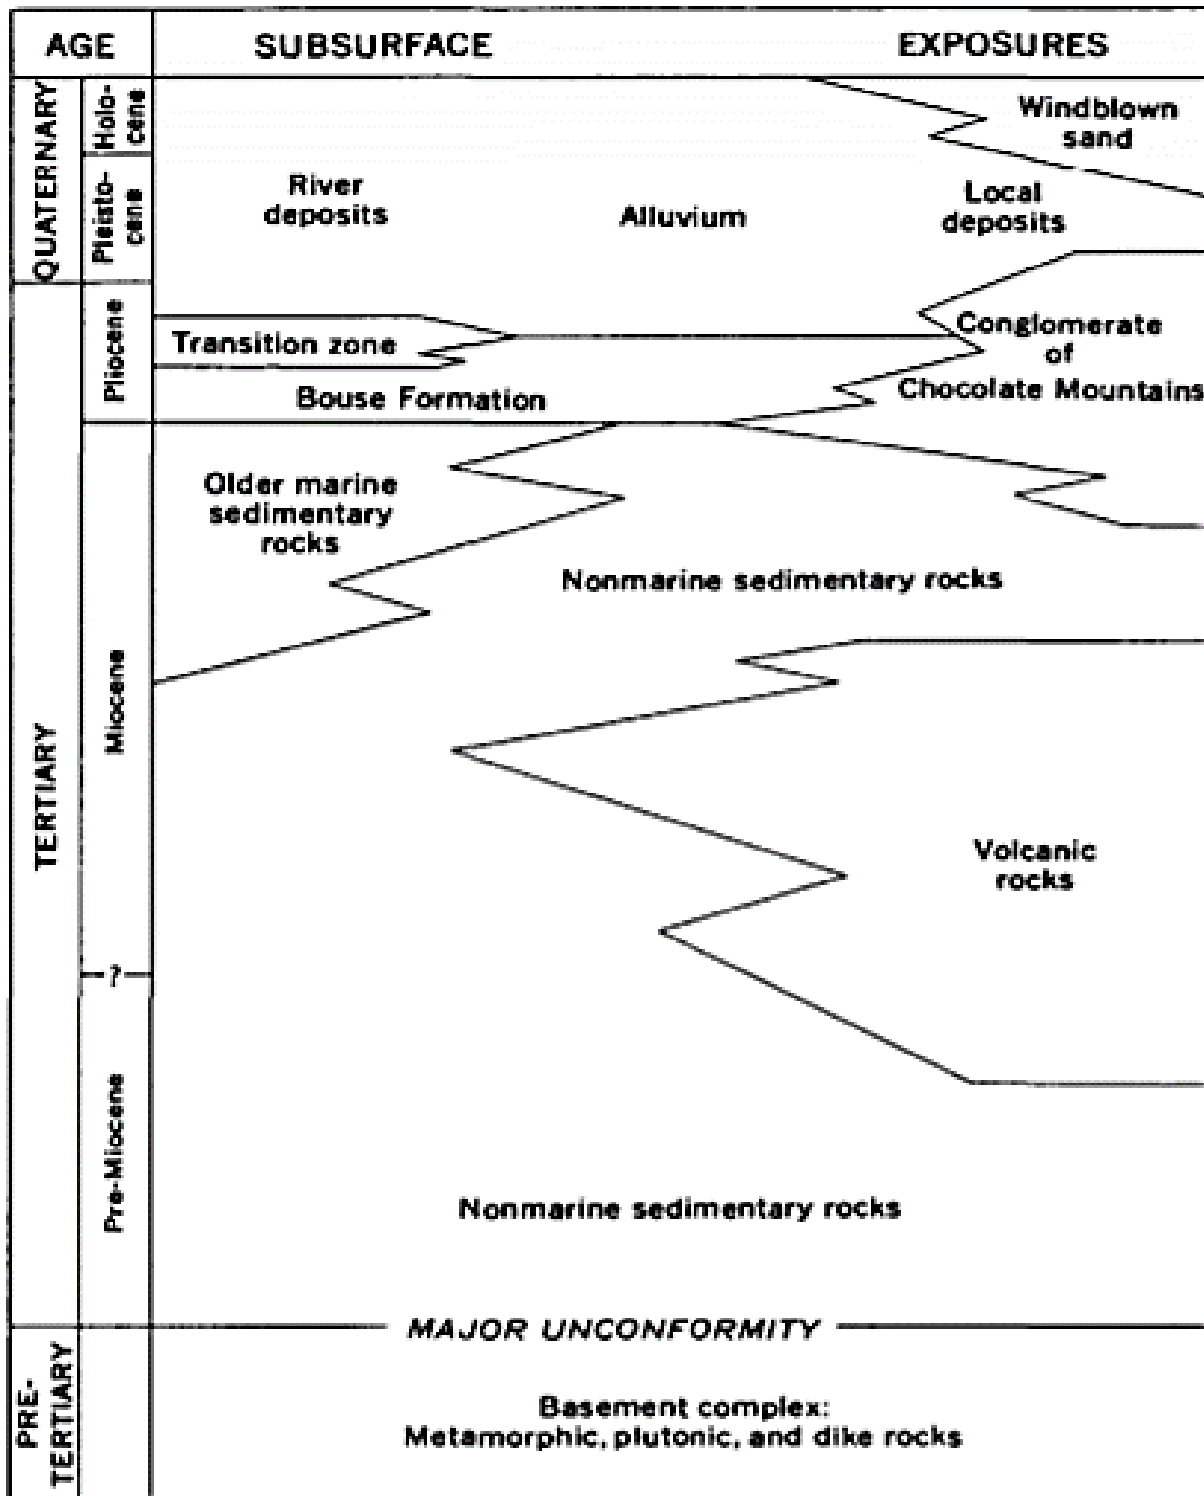 AGE
SUBSURFACE
EXPOSURES
QUATERNARY
Holo-
cene
Pleisto-
cene
Windblown
sand
River
deposits
Alluvium
Local
deposits
TERTIARY
Pliocene
Transition zone
Bouse Formation
Conglomerate
of
Chocolate Mountains
Miocene
Older marine
sedimentary
rocks
Nonmarine sedimentary rocks
Volcanic
rocks
?
Pre-Miocene
Nonmarine sedimentary rocks
MAJOR UNCONFORMITY
PRE-
TERTIARY
Basement complex:
Metamorphic, plutonic, and dike rocks